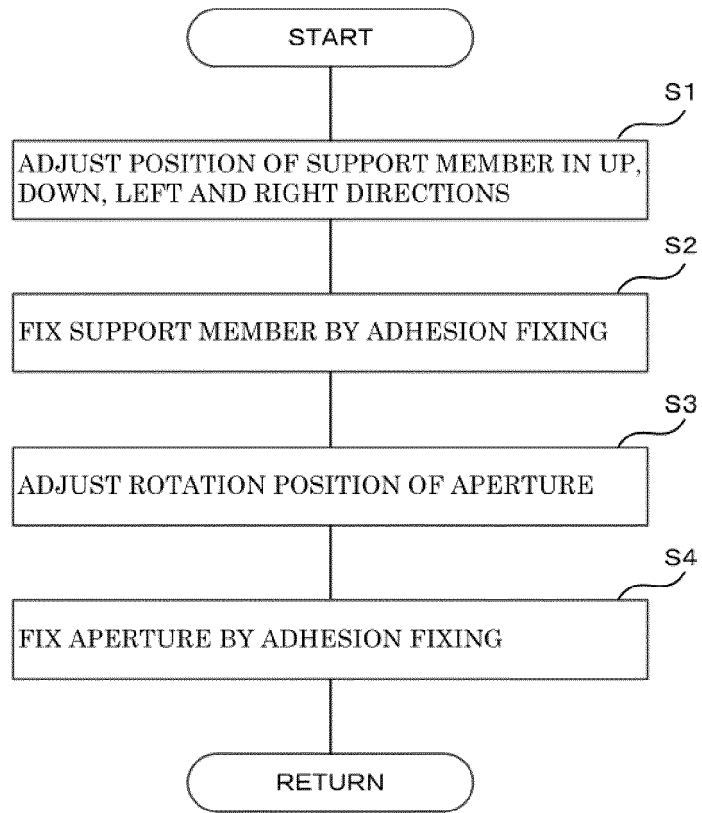 START
S1
ADJUST POSITION OF SUPPORT MEMBER IN UP,
DOWN, LEFT AND RIGHT DIRECTIONS
S2
FIX SUPPORT MEMBER BY ADHESION FIXING
S3
ADJUST ROTATION POSITION OF APERTURE
S4
FIX APERTURE BY ADHESION FIXING
RETURN